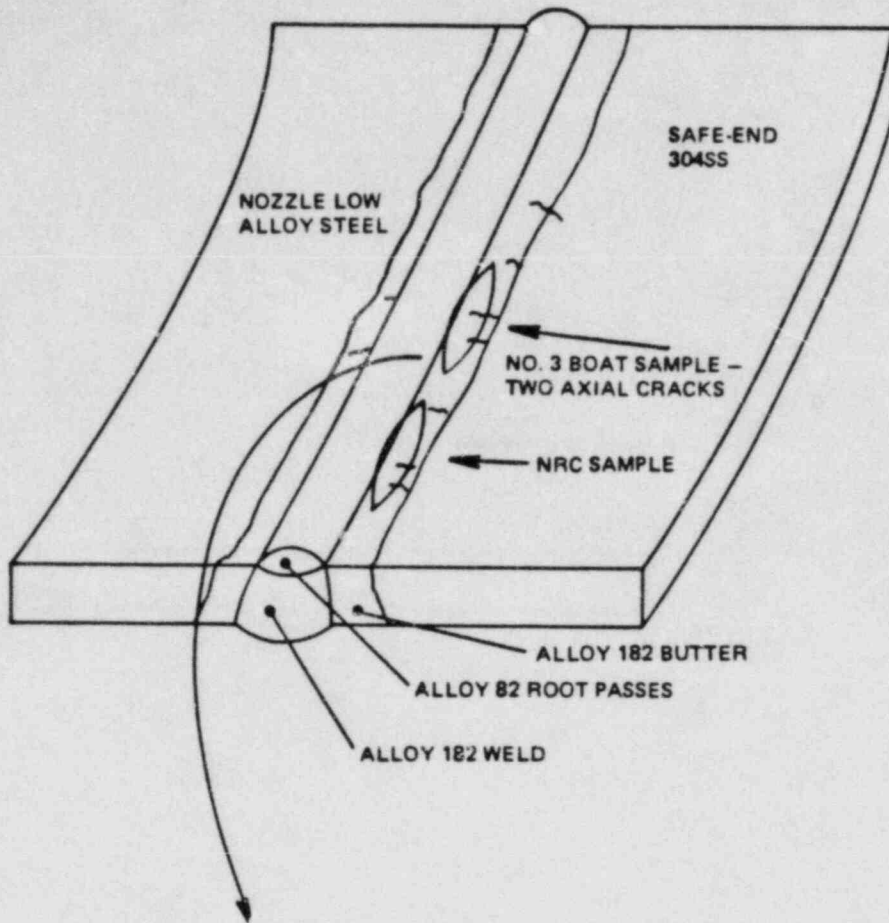 SAFE-END
304SS
NOZZLE LOW
ALLOY STEEL
NO. 3 BOAT SAMPLE –
TWO AXIAL CRACKS
NRC SAMPLE
ALLOY 182 BUTTER
ALLOY 82 ROOT PASSES
ALLOY 182 WELD